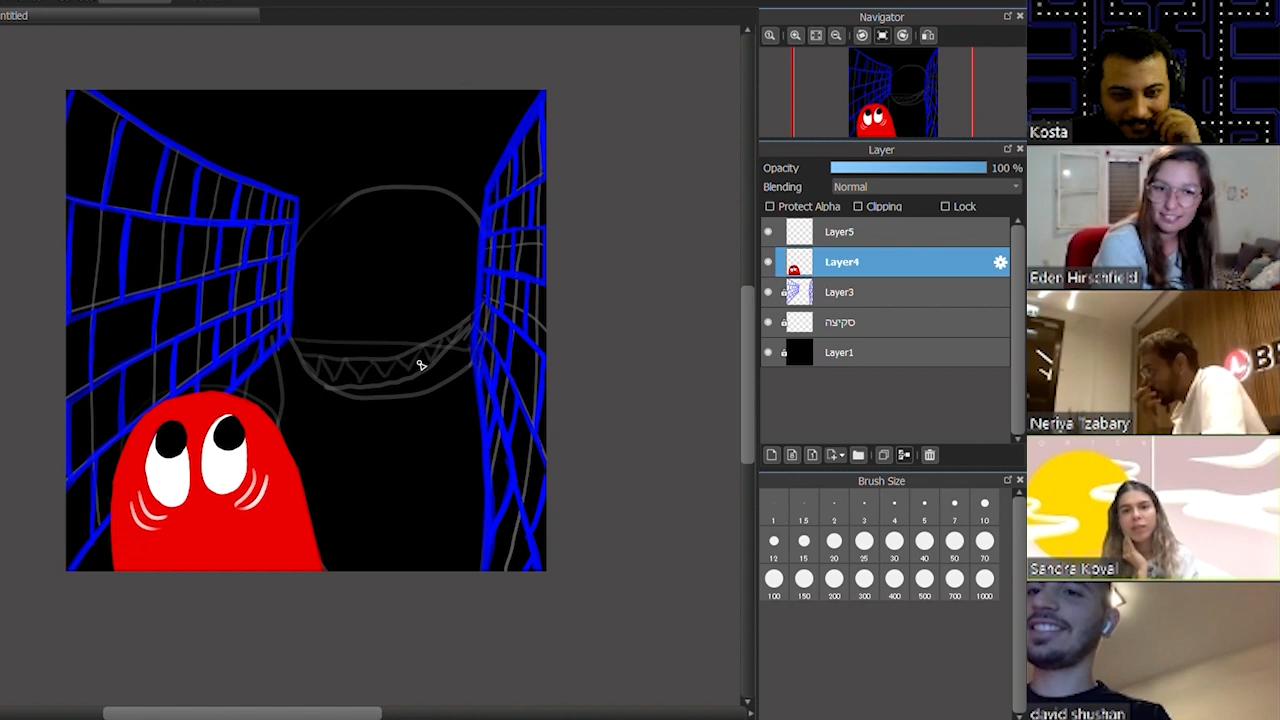 ntitled
Navigator
Layer
Opacity
100 %
Blending
Normal
Protect Alpha
Clipping
Lock
Layer5
Layer4
Layer3
סקיצה
Layer1
Brush Size
1 1.5 2 3 4 5 7 10
12 15 20 25 30 40 50 70
100 150 200 300 400 500 700 1000
Kosta
Eden Hirschfield
Neriya Tzabary
Sandra Koval
david shushan